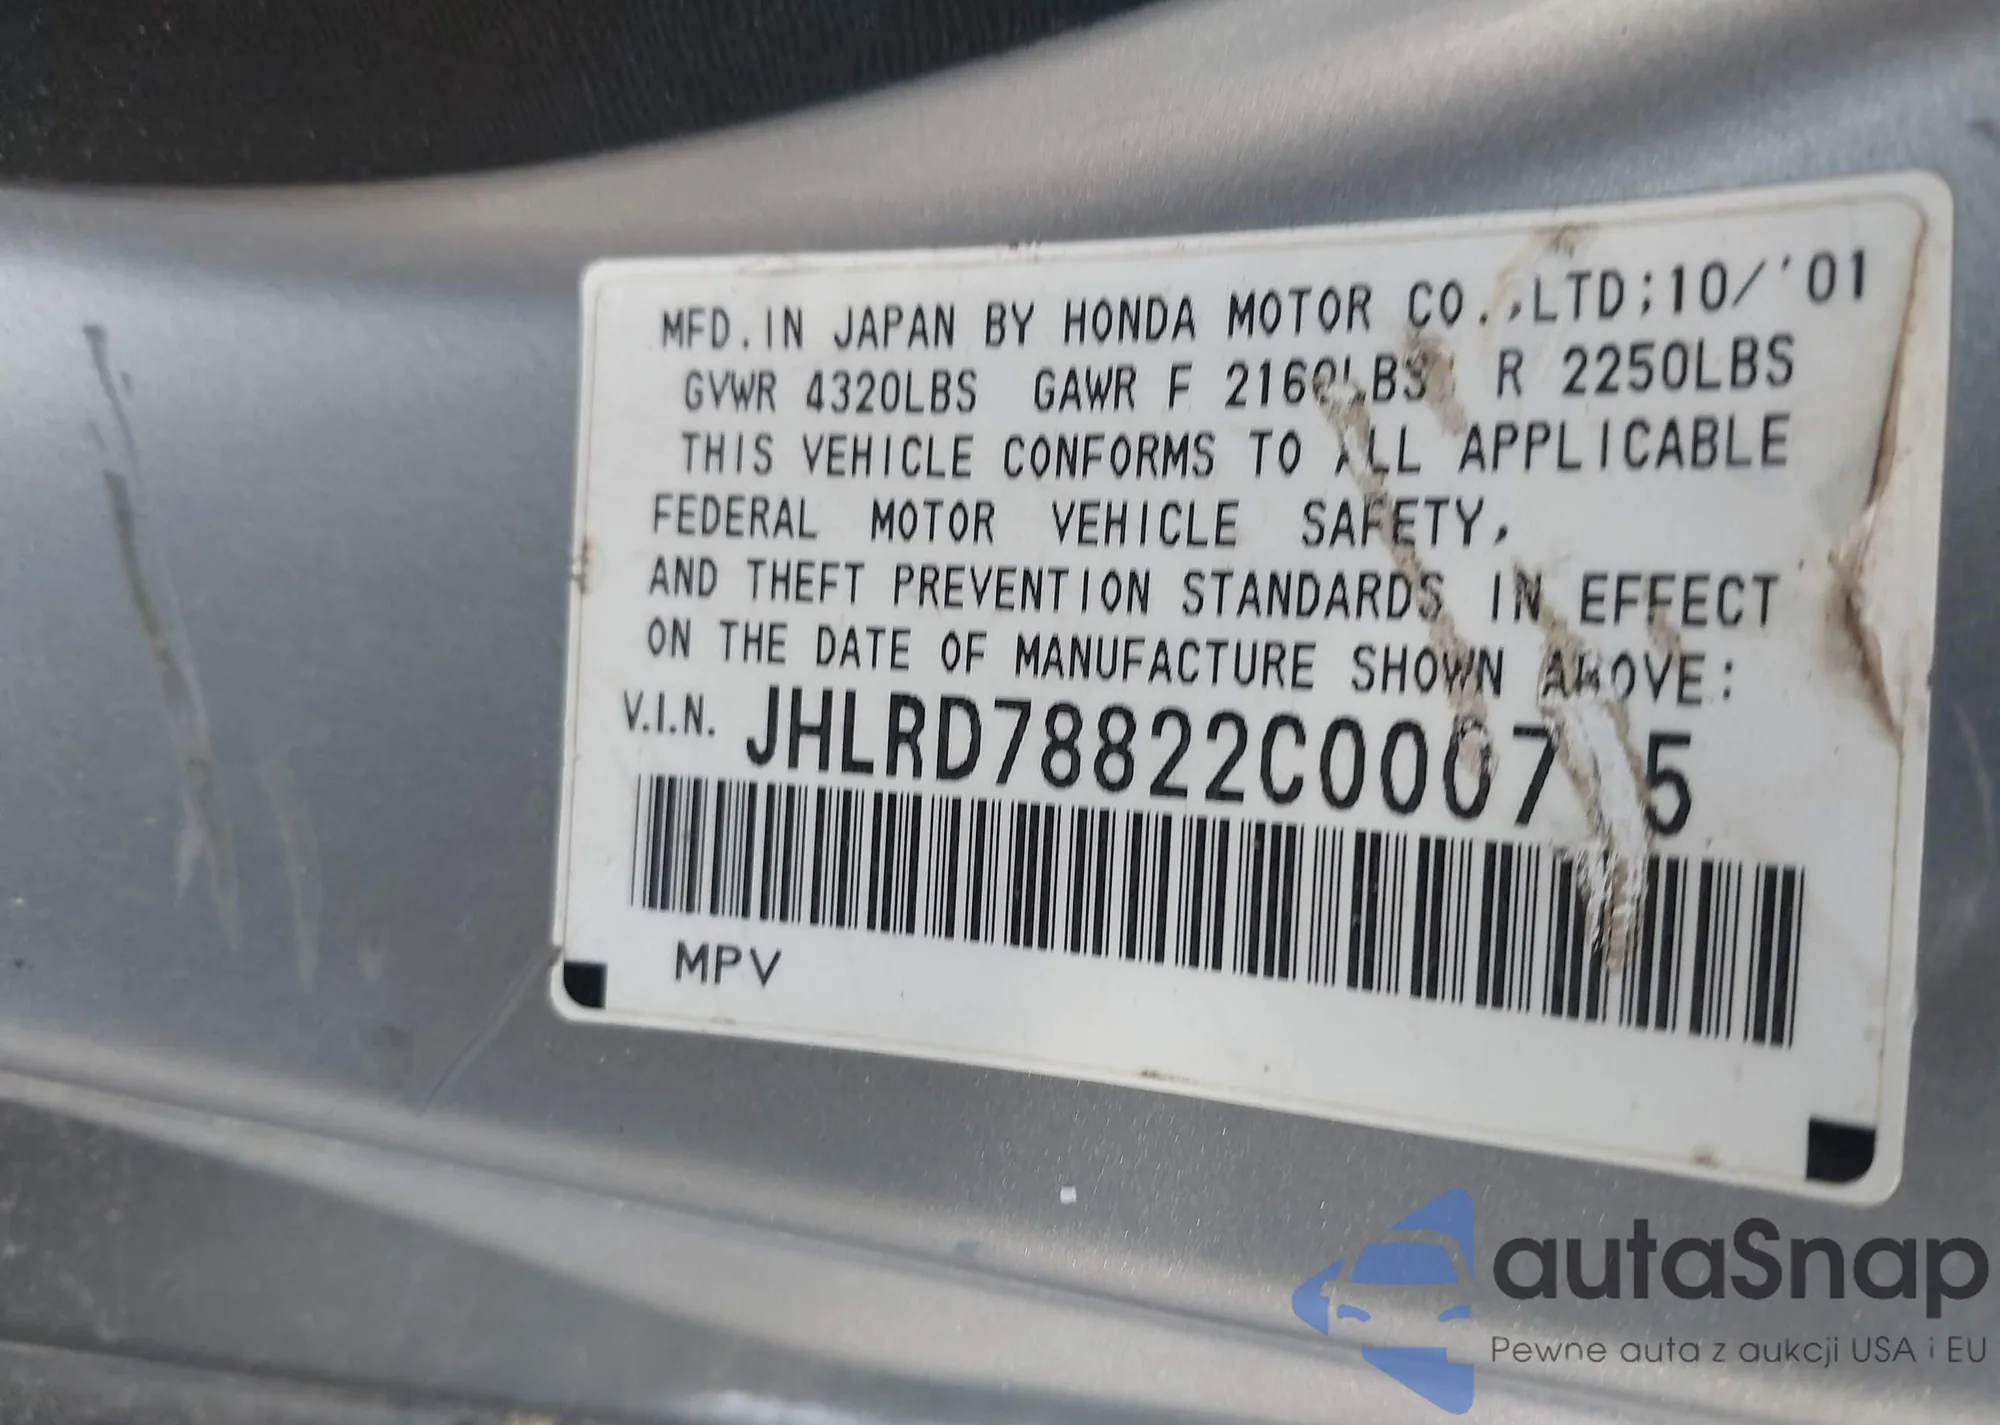 MFD. IN JAPAN BY HONDA MOTOR CO.,LTD;10/'01
GVWR 4320LBS GAWR F 2160LBS R 2250LBS
THIS VEHICLE CONFORMS TO ALL APPLICABLE
FEDERAL MOTOR VEHICLE SAFETY,
AND THEFT PREVENTION STANDARDS IN EFFECT
ON THE DATE OF MANUFACTURE SHOWN ABOVE:
V.I.N.
MPV
autaSnap
Pewne auta z aukcji USA i EU